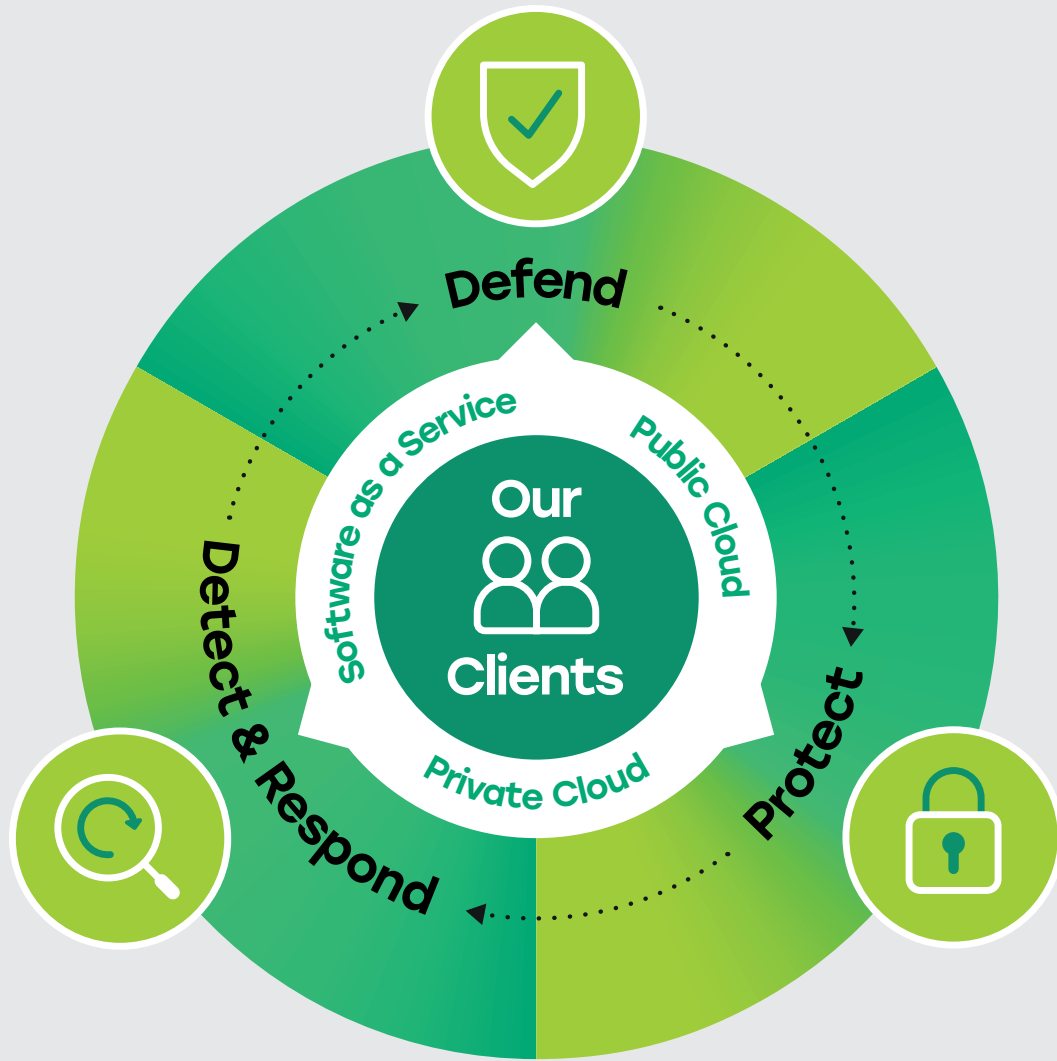 Defend
Protect
Detect & Respond
Software as a Service
Public Cloud
Private Cloud
Our
Clients